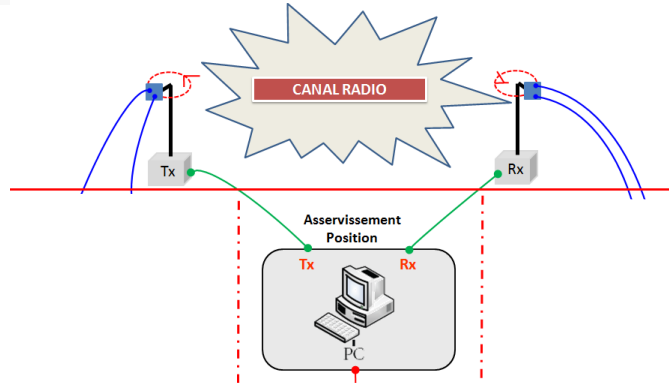 CANAL RADIO
Tx
Rx
Asservissement
Position
Tx
Rx
PC